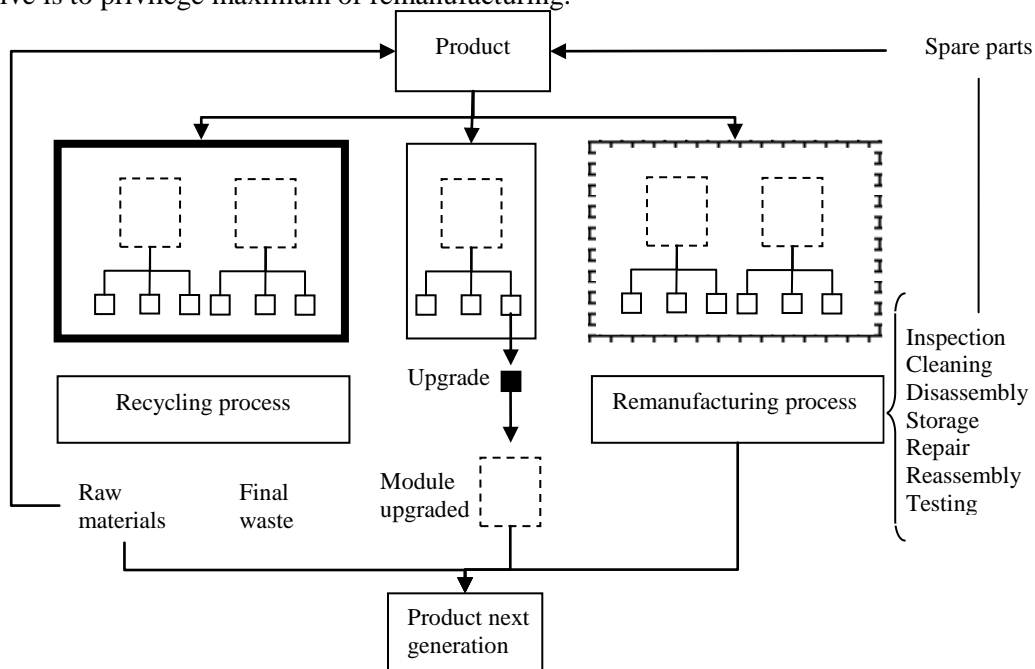 ive is to privilege maximum of remanufacturing.
Product
Spare parts
Inspection
Cleaning
Disassembly
Storage
Repair
Reassembly
Testing
Upgrade
Recycling process
Remanufacturing process
Raw
materials
Final
waste
Module
upgraded
Product next
generation